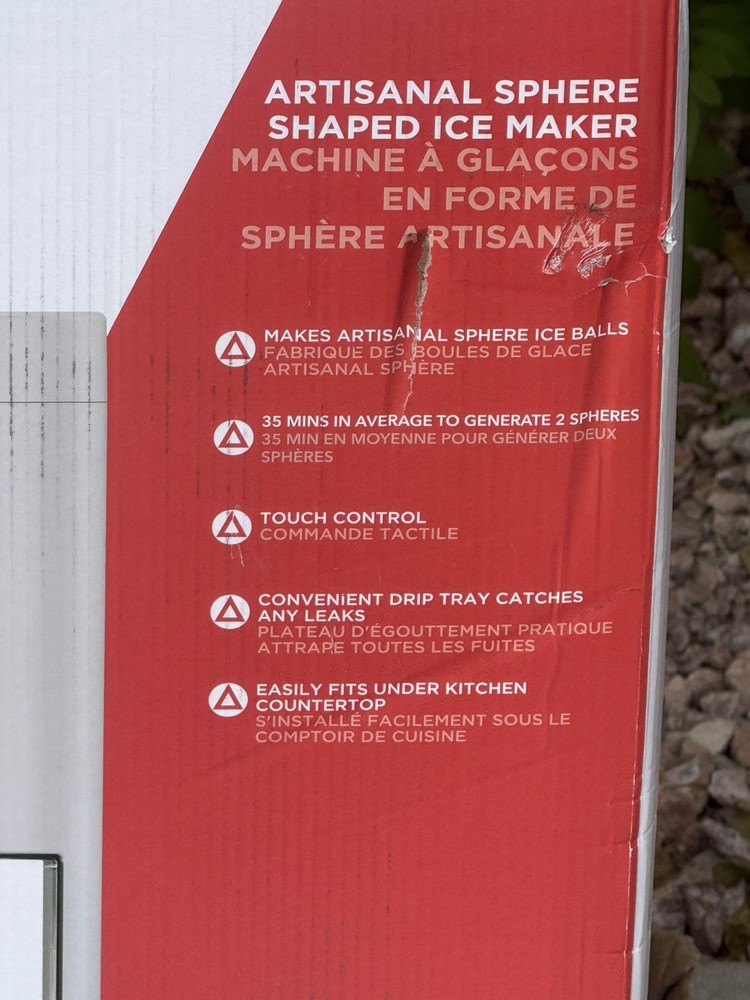 ARTISANAL SPHERE
SHAPED ICE MAKER
MACHINE À GLAÇONS
EN FORME DE
SPHÈRE ARTISANALE
MAKES ARTISANAL SPHERE ICE BALLS
FABRIQUE DES BOULES DE GLACE
ARTISANAL SPHÈRE
35 MINS IN AVERAGE TO GENERATE 2 SPHERES
35 MIN EN MOYENNE POUR GÉNÉRER DEUX
SPHÈRES
TOUCH CONTROL
COMMANDE TACTILE
CONVENiENT DRIP TRAY CATCHES
ANY LEAKS
PLATEAU D'ÉGOUTTEMENT PRATIQUE
ATTRAPE TOUTES LES FUITES
EASILY FITS UNDER KITCHEN
COUNTERTOP
S'INSTALLÉ FACILEMENT SOUS LE
COMPTOIR DE CUISINE